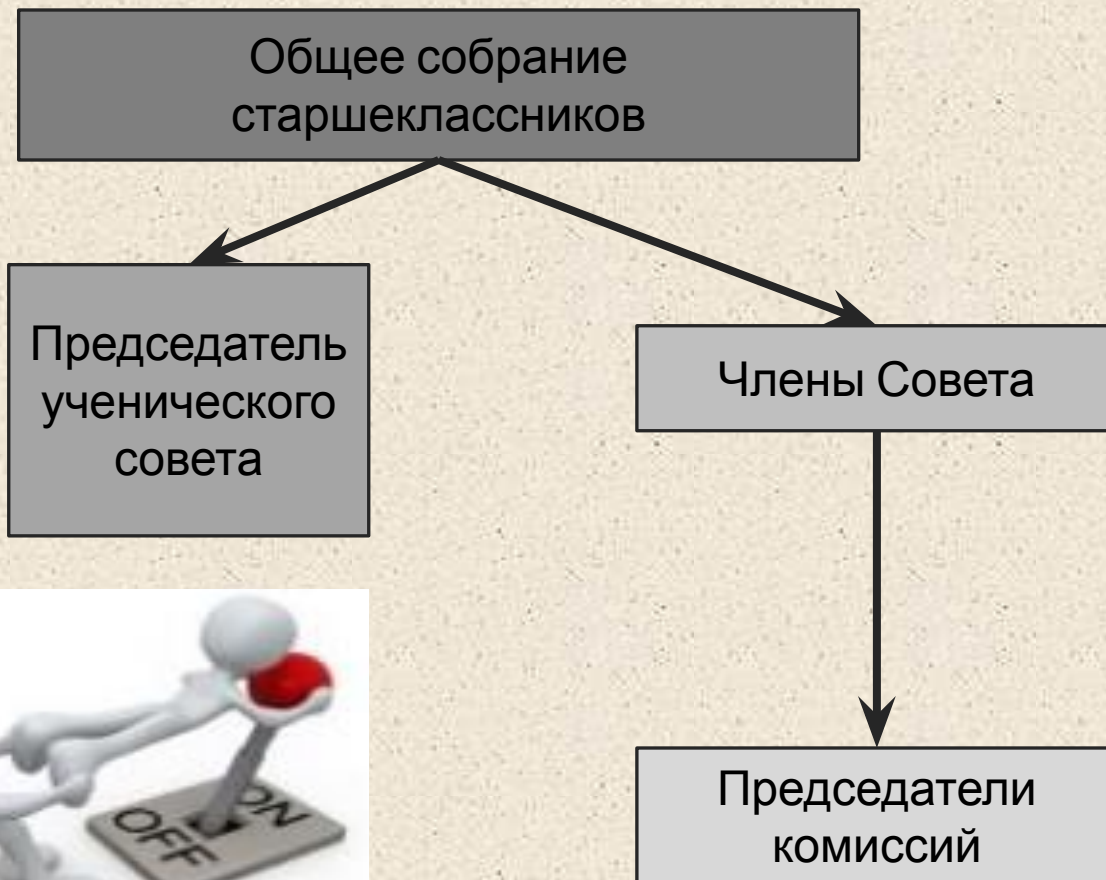 Общее собрание
старшеклассников
Председатель
ученического
совета
Члены Совета
Председатели
комиссий
ON
OFF